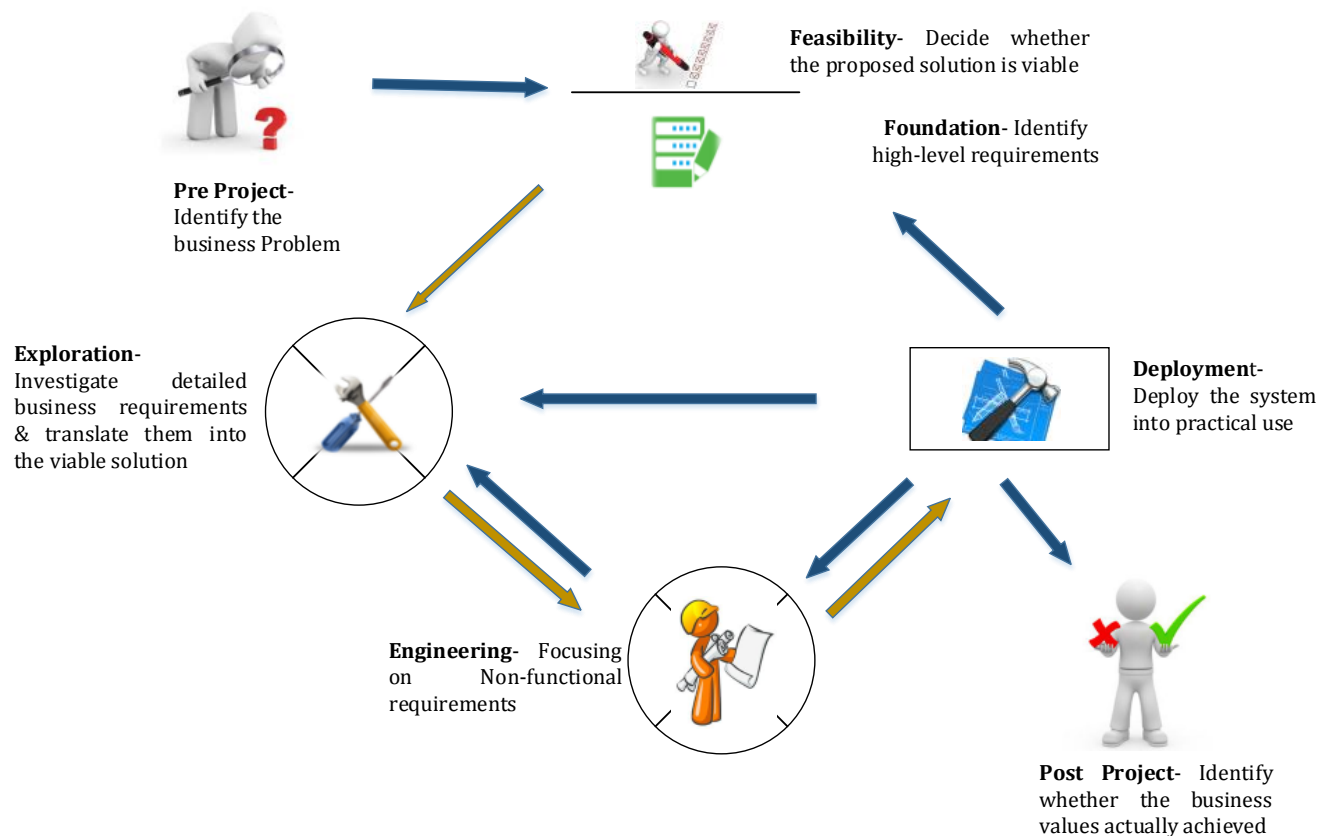 Feasibility- Decide whether
the proposed solution is viable
Foundation- Identify
high-level requirements
Pre Project-
Identify the
business Problem
Exploration-
Investigate detailed
business requirements
& translate them into
the viable solution
Deployment-
Deploy the system
into practical use
Engineering- Focusing
on Non-functional
requirements
Post Project- Identify
whether the business
values actually achieved